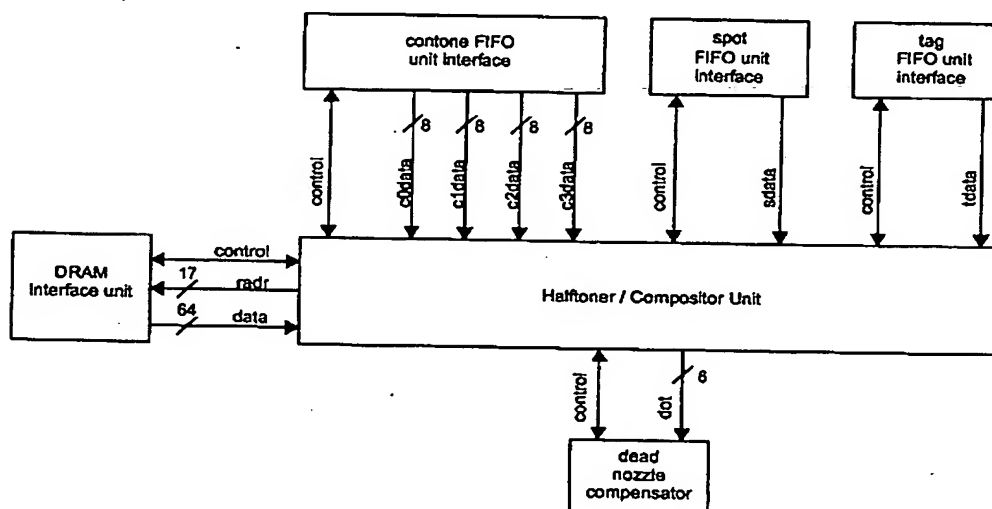 contone FIFO
unit interface
spot
FIFO unit
interface
tag
FIFO unit
interface
control
8
c0data
8
c1data
8
c2data
8
c3data
control
sdata
control
tdata
DRAM
Interface unit
control
17
radr
64
data
Halftoner / Compositor Unit
control
6
dot
dead
nozzle
compensator